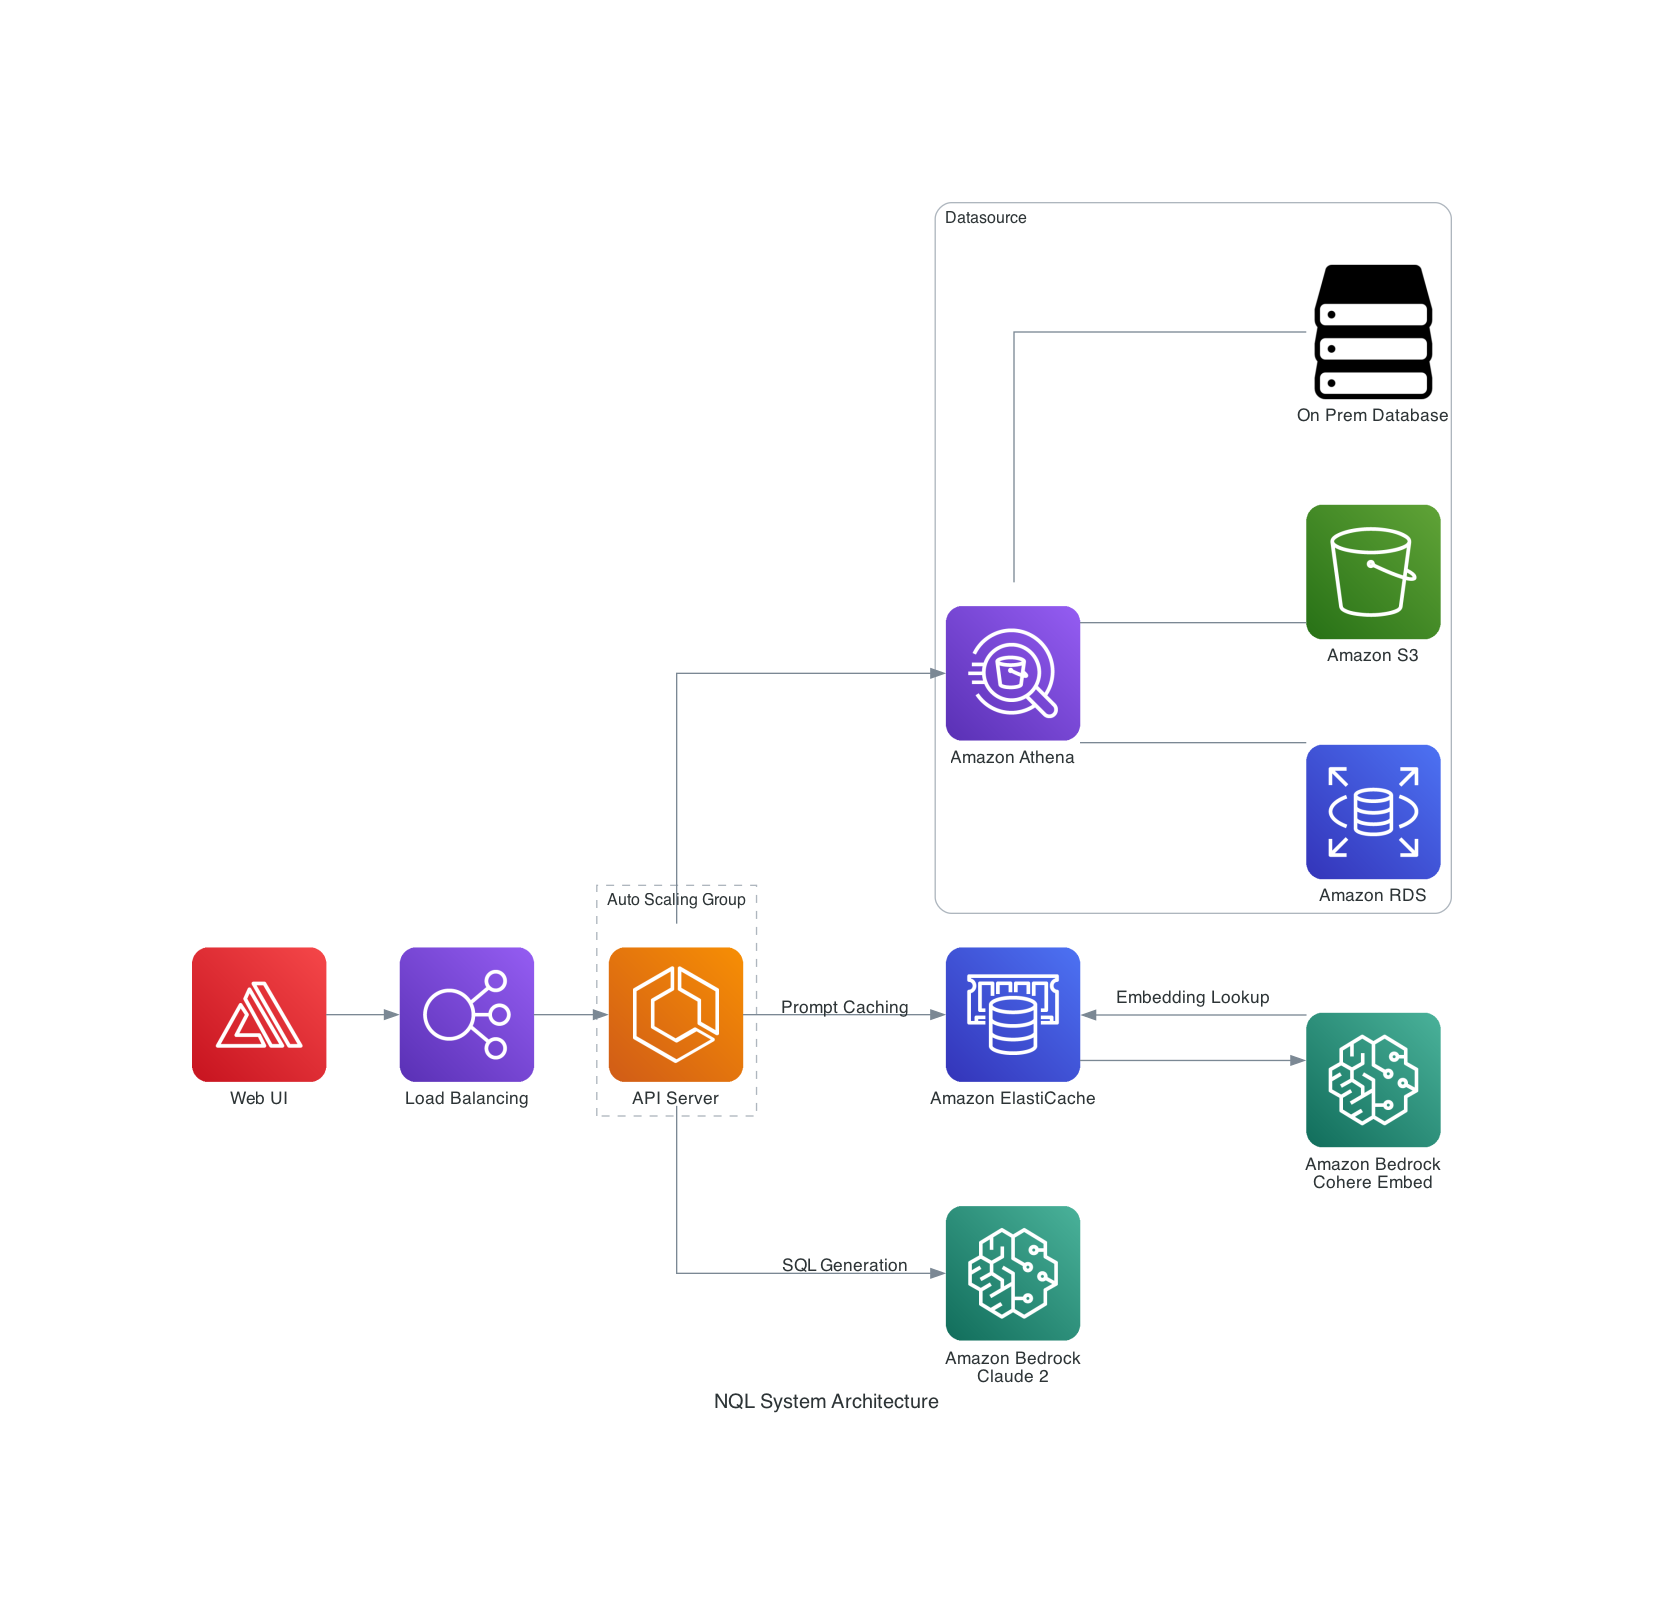 Datasource
On Prem Database
Amazon S3
Amazon Athena
Amazon RDS
Auto Scaling Group
Prompt Caching
Embedding Lookup
Web UI
Load Balancing
API Server
Amazon ElastiCache
Amazon Bedrock
Cohere Embed
SQL Generation
Amazon Bedrock
Claude 2
NQL System Architecture